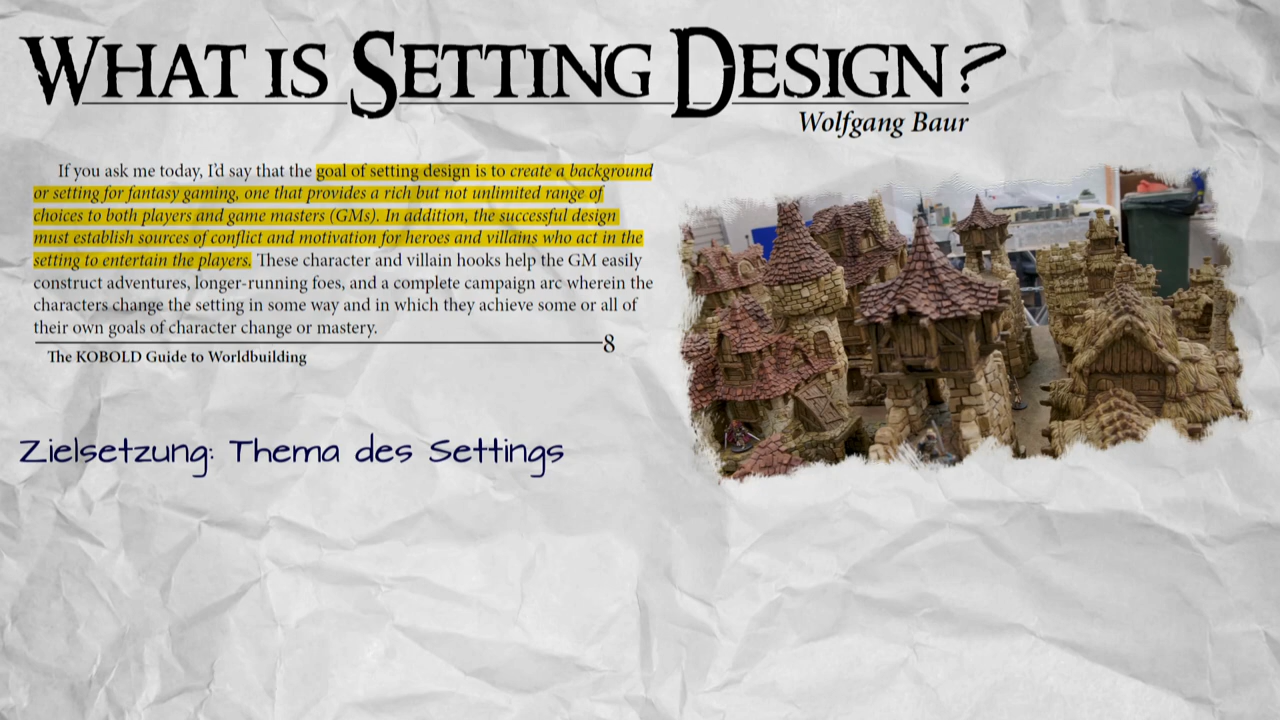 WHAT IS SETTING DESIGN?
Wolfgang Baur
If you ask me today, I'd say that the goal of setting design is to create a background
or setting for fantasy gaming, one that provides a rich but not unlimited range of
choices to both players and game masters (GMs). In addition, the successful design
must establish sources of conflict and motivation for heroes and villains who act in the
setting to entertain the players. These character and villain hooks help the GM easily
construct adventures, longer-running foes, and a complete campaign arc wherein the
characters change the setting in some way and in which they achieve some or all of
their own goals of character change or mastery.
8
The KOBOLD Guide to Worldbuilding
Zielsetzung: Thema des Settings